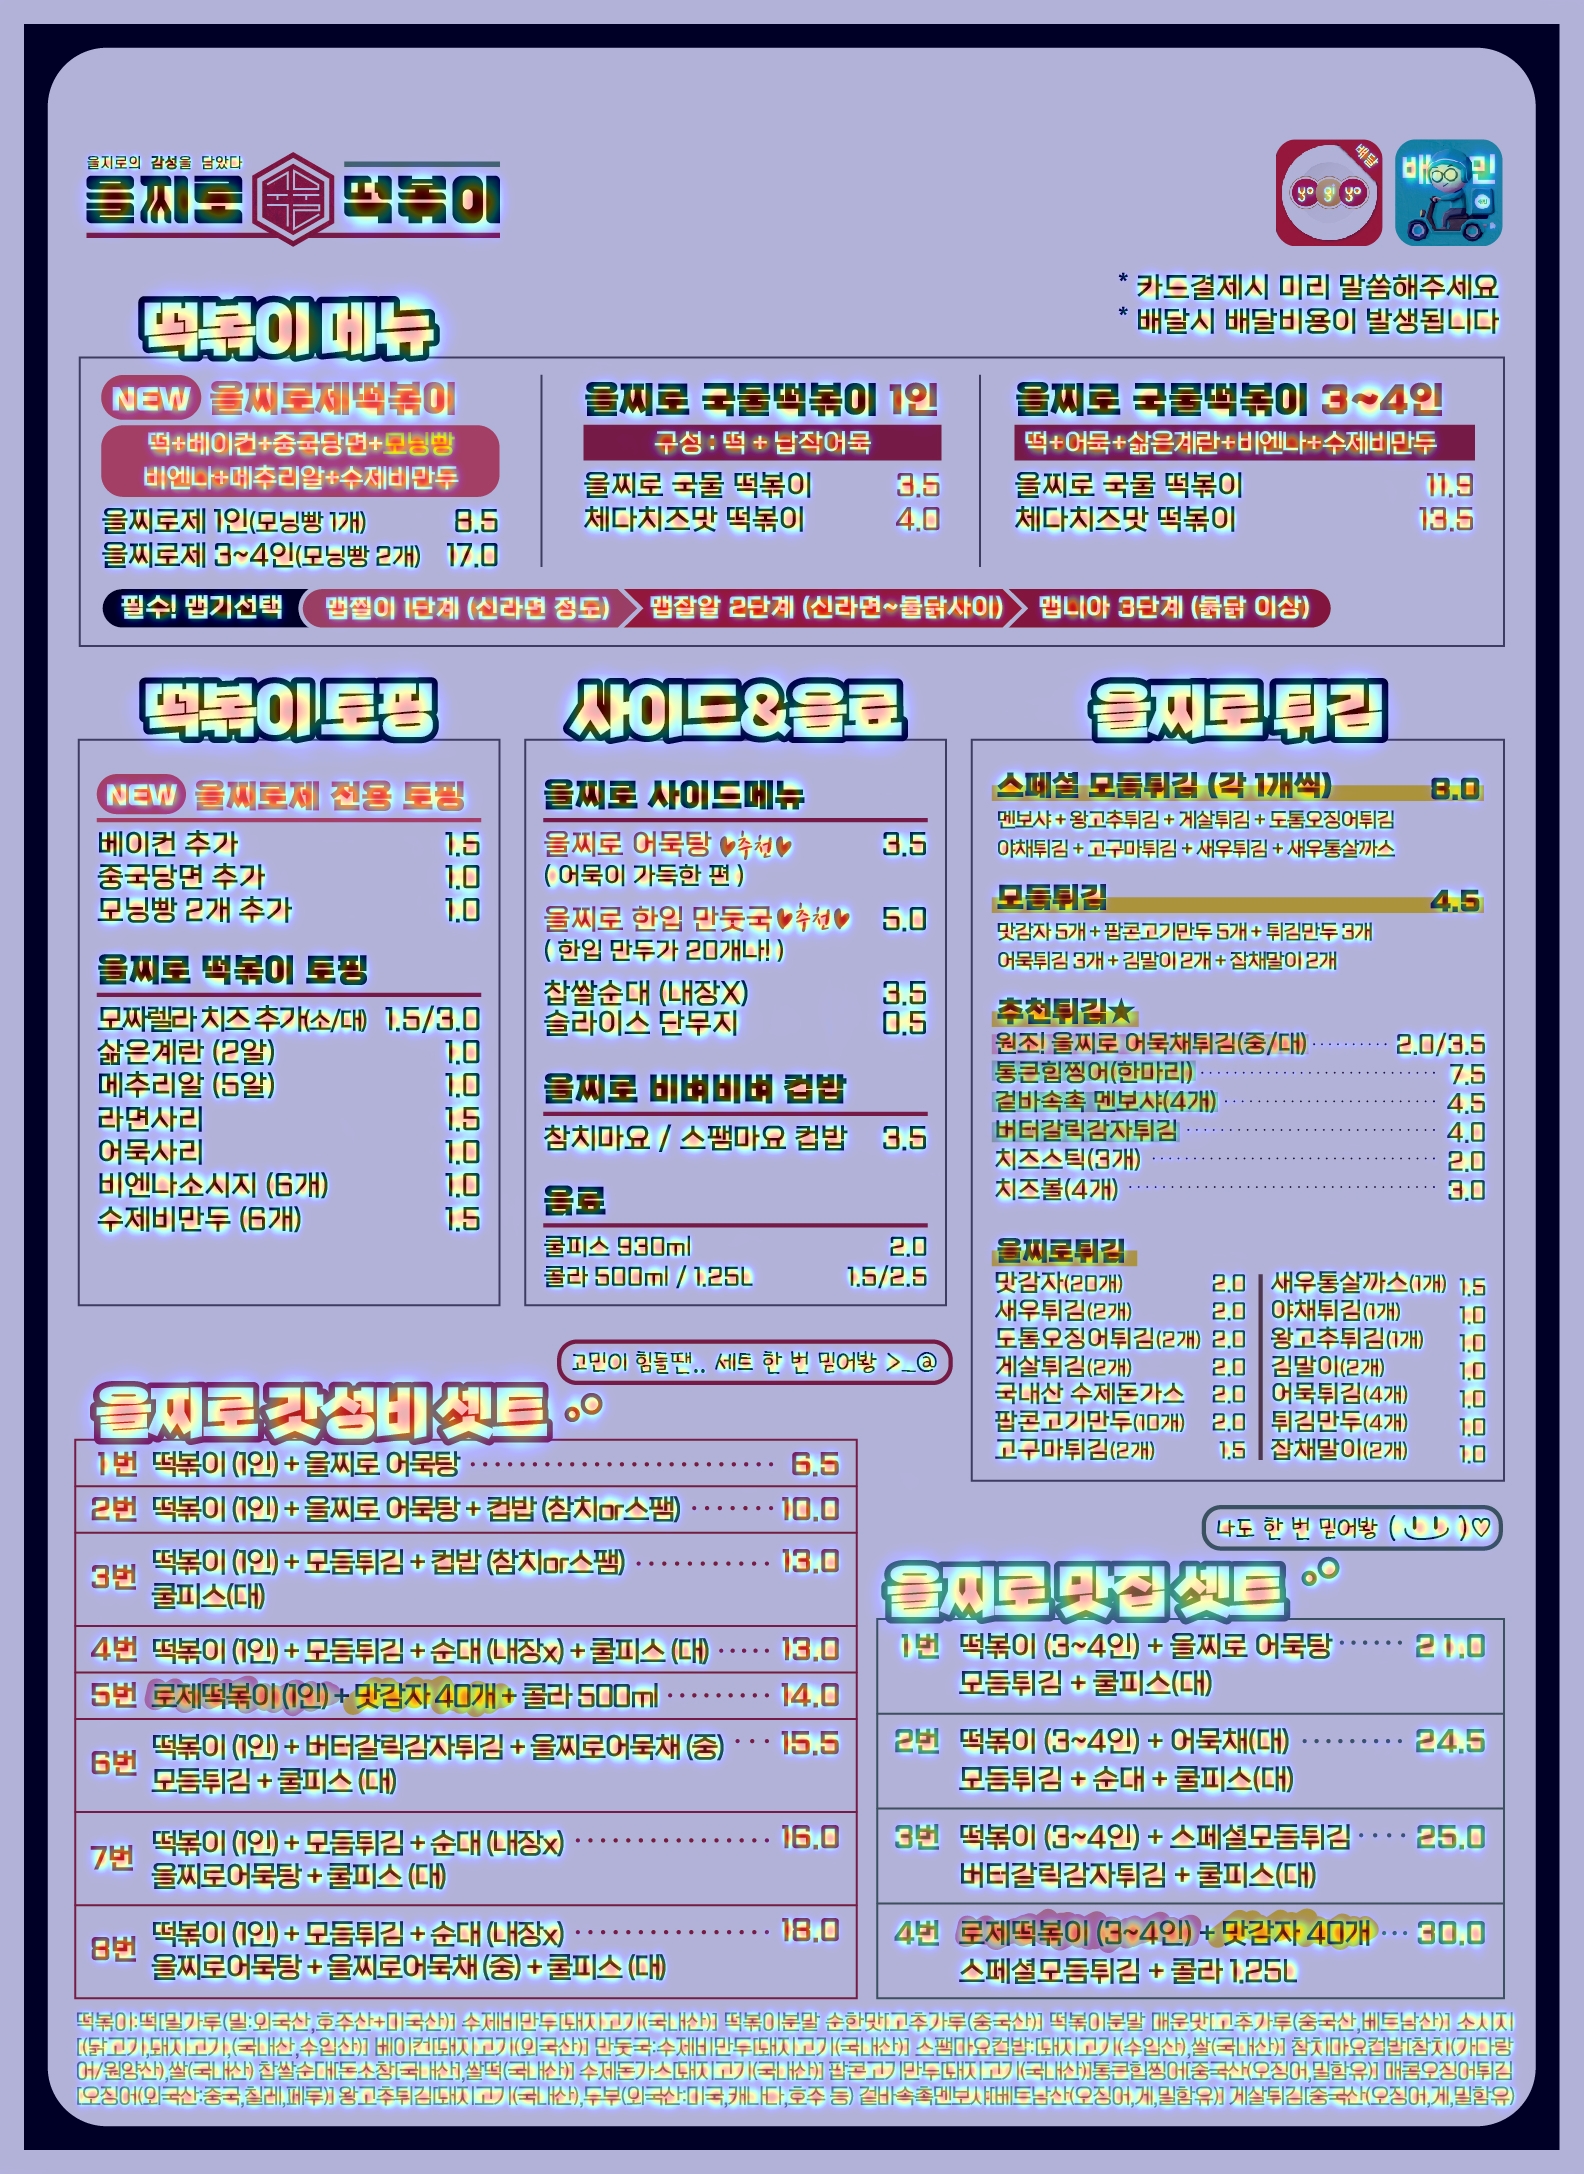 을지로의 감성을 담았다
을찌로 떡볶이
배달
yo gi yo
배민
* 카드결제시 미리 말씀해주세요
* 배달시 배달비용이 발생됩니다
떡볶이 메뉴
NEW 을찌로제떡볶이
떡+베이컨+중국당면+모닝빵
비엔나+메추리알+수제비만두
을찌로제 1인(모닝빵 1개) 8.5
을찌로제 3~4인(모닝빵 2개) 17.0
을찌로 국물떡볶이 1인
구성 : 떡 + 납작어묵
을찌로 국물 떡볶이 3.5
체다치즈맛 떡볶이 4.0
을찌로 국물떡볶이 3~4인
떡+어묵+삶은계란+비엔나+수제비만두
을찌로 국물 떡볶이 11.9
체다치즈맛 떡볶이 13.5
필수! 맵기선택 맵찔이 1단계 (신라면 정도) 맵잘알 2단계 (신라면~불닭사이) 맵니아 3단계 (붉닭 이상)
떡볶이 토핑
NEW 을찌로제 전용 토핑
베이컨 추가 1.5
중국당면 추가 1.0
모닝빵 2개 추가 1.0
을찌로 떡볶이 토핑
모짜렐라 치즈 추가(소/대) 1.5/3.0
삶은계란 (2알) 1.0
메추리알 (5알) 1.0
라면사리 1.5
어묵사리 1.0
비엔나소시지 (6개) 1.0
수제비만두 (6개) 1.5
사이드&음료
을찌로 사이드메뉴
을찌로 어묵탕 ♥추천♥ 3.5
( 어묵이 가득한 편 )
을찌로 한입 만둣국♥추천♥ 5.0
( 한입 만두가 20개나! )
찹쌀순대 (내장X) 3.5
슬라이스 단무지 0.5
을찌로 비벼비벼 컵밥
참치마요 / 스팸마요 컵밥 3.5
음료
쿨피스 930ml 2.0
콜라 500ml / 1.25L 1.5/2.5
을찌로 튀김
스페셜 모둠튀김 (각 1개씩) 8.0
멘보샤 + 왕고추튀김 + 게살튀김 + 도톰오징어튀김
야채튀김 + 고구마튀김 + 새우튀김 + 새우통살까스
모둠튀김 4.5
맛감자 5개 + 팝콘고기만두 5개 + 튀김만두 3개
어묵튀김 3개 + 김말이 2개 + 잡채말이 2개
추천튀김★
원조! 을찌로 어묵채튀김(중/대) 2.0/3.5
통큰힘찡어(한마리) 7.5
겉바속촉 멘보샤(4개) 4.5
버터갈릭감자튀김 4.0
치즈스틱(3개) 2.0
치즈볼(4개) 3.0
을찌로튀김
맛감자(20개) 2.0
새우튀김(2개) 2.0
도톰오징어튀김(2개) 2.0
게살튀김(2개) 2.0
국내산 수제돈가스 2.0
팝콘고기만두(10개) 2.0
고구마튀김(2개) 1.5
새우통살까스(1개) 1.5
야채튀김(1개) 1.0
왕고추튀김(1개) 1.0
김말이(2개) 1.0
어묵튀김(4개) 1.0
튀김만두(4개) 1.0
잡채말이(2개) 1.0
고민이 힘들땐.. 세트 한 번 믿어봥 >_@
을찌로 갓성비 셋트
1번 떡볶이 (1인) + 을찌로 어묵탕 6.5
2번 떡볶이 (1인) + 을찌로 어묵탕 + 컵밥 (참치or스팸) 10.0
3번 떡볶이 (1인) + 모둠튀김 + 컵밥 (참치or스팸) 13.0
쿨피스(대)
4번 떡볶이 (1인) + 모둠튀김 + 순대 (내장x) + 쿨피스 (대) 13.0
5번 로제떡볶이 (1인) + 맛감자 40개 + 콜라 500ml 14.0
6번 떡볶이 (1인) + 버터갈릭감자튀김 + 을찌로어묵채 (중) 15.5
모둠튀김 + 쿨피스 (대)
7번 떡볶이 (1인) + 모둠튀김 + 순대 (내장x) 16.0
을찌로어묵탕 + 쿨피스 (대)
8번 떡볶이 (1인) + 모둠튀김 + 순대 (내장x) 18.0
을찌로어묵탕 + 을찌로어묵채 (중) + 쿨피스 (대)
나도 한 번 믿어봥 ( )♡
을찌로 맛집 셋트
1번 떡볶이 (3~4인) + 을찌로 어묵탕 21.0
모둠튀김 + 쿨피스(대)
2번 떡볶이 (3~4인) + 어묵채(대) 24.5
모둠튀김 + 순대 + 쿨피스(대)
3번 떡볶이 (3~4인) + 스페셜모둠튀김 25.0
버터갈릭감자튀김 + 쿨피스(대)
4번 로제떡볶이 (3~4인) + 맛감자 40개 30.0
스페셜모둠튀김 + 콜라 1.25L
떡볶이:떡[밀가루(밀:외국산,호주산+미국산)] 수제비만두[돼지고기(국내산)] 떡볶이분말 순한맛[고추가루(중국산)] 떡볶이분말 매운맛[고추가루(중국산,베트남산)] 소시지
[(닭고기,돼지고기,(국내산,수입산)] 베이컨[돼지고기(외국산)] 만둣국:수제비만두[돼지고기(국내산)] 스팸마요컵밥:[돼지고기(수입산),쌀(국내산)] 참치마요컵밥[참치(가다랑
어/원양산),쌀(국내산) 찹쌀순대[돈소창[국내산),쌀떡(국내산) 수제돈가스[돼지고기(국내산)] 팝콘고기만두[돼지고기(국내산)]통큰힘찡어[중국산(오징어,밀함유)] 매콤오징어튀김
[오징어(외국산:중국,칠레,페루)] 왕고추튀김[돼지고기(국내산),두부(외국산:미국,캐나다,호주 등) 겉바속촉멘보샤[베트남산(오징어,게,밀함유)] 게살튀김[중국산(오징어,게,밀함유)